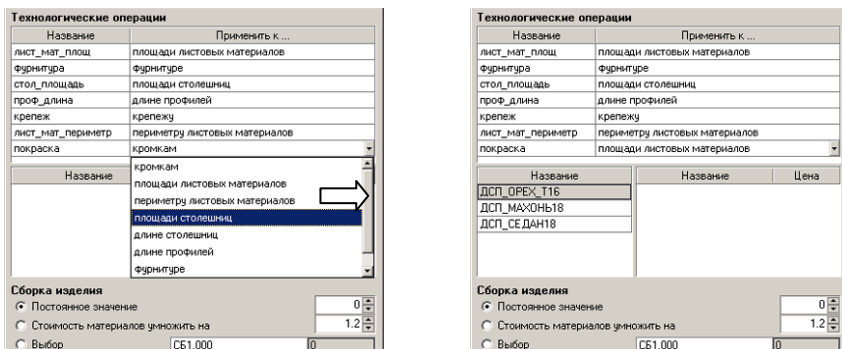 Технологические операции
Название Применить к ...
лист_мат_площ площади листовых материалов
фурнитура фурнитуре
стол_площадь площади столешниц
проф_длина длине профилей
крепеж крепежу
лист_мат_периметр периметру листовых материалов
покраска кромкам
Название
кромкам
площади листовых материалов
периметру листовых материалов
площади столешниц
длине столешниц
длине профилей
фурнитуре
Сборка изделия
Постоянное значение 0
Стоимость материалов умножить на 1.2
Выбор СБ1.000 0
Технологические операции
Название Применить к ...
лист_мат_площ площади листовых материалов
фурнитура фурнитуре
стол_площадь площади столешниц
проф_длина длине профилей
крепеж крепежу
лист_мат_периметр периметру листовых материалов
покраска площади листовых материалов
Название Название Цена
ДСП_ОРЕХ_Т16
ДСП_МАХОНЬ18
ДСП_СЕДАН18
Сборка изделия
Постоянное значение 0
Стоимость материалов умножить на 1.2
Выбор СБ1.000 0